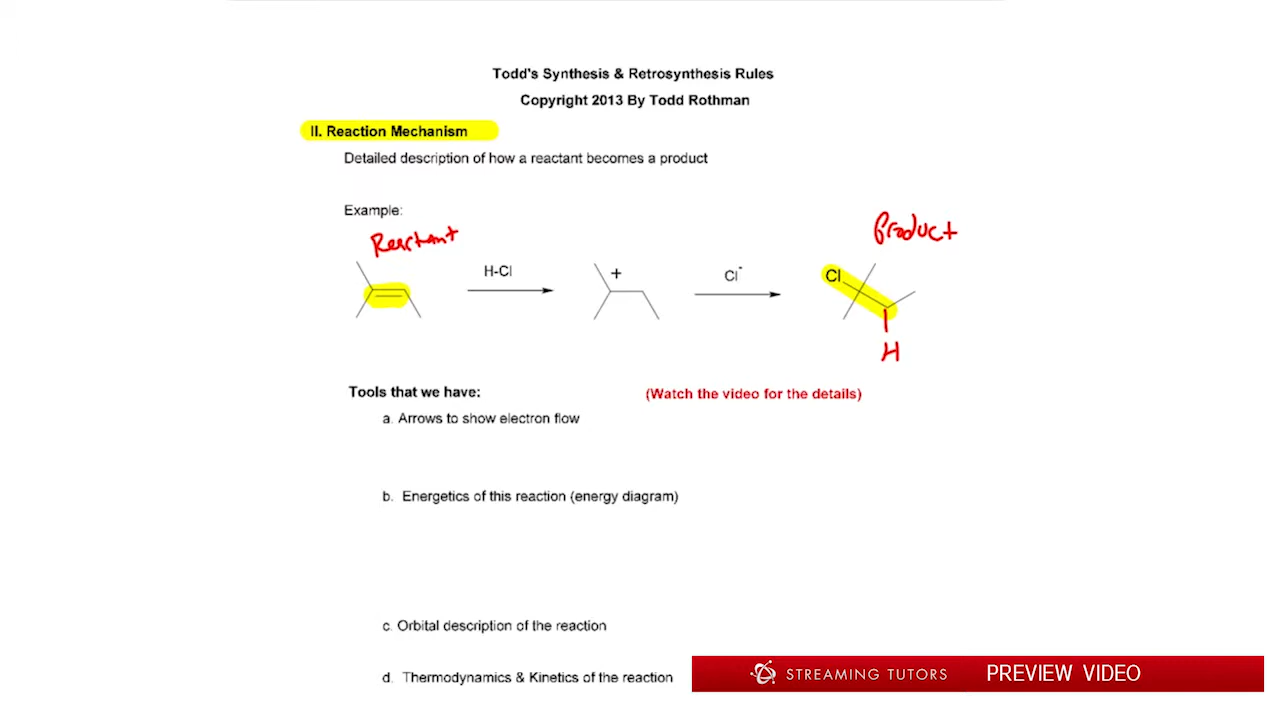 Todd's Synthesis & Retrosynthesis Rules
Copyright 2013 By Todd Rothman
II. Reaction Mechanism
Detailed description of how a reactant becomes a product
Example:
Reactant
Product
H-Cl
+
Cl-
Cl
H
Tools that we have:
(Watch the video for the details)
a. Arrows to show electron flow
b. Energetics of this reaction (energy diagram)
c. Orbital description of the reaction
d. Thermodynamics & Kinetics of the reaction
STREAMING TUTORS PREVIEW VIDEO